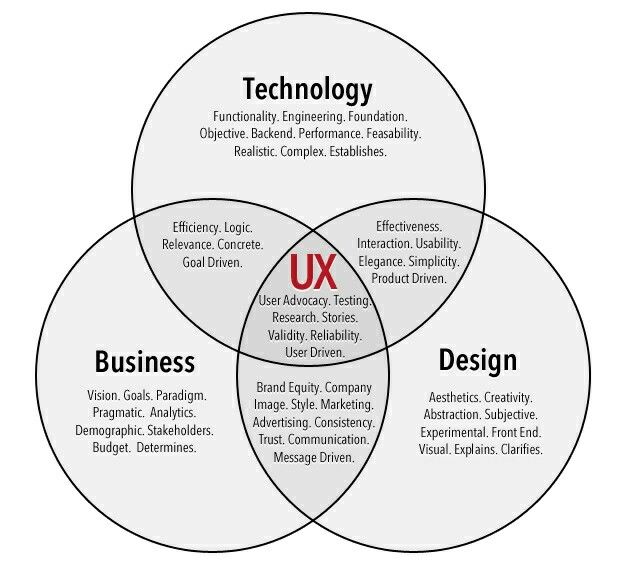 Technology
Functionality. Engineering. Foundation.
Objective. Backend. Performance. Feasability.
Realistic. Complex. Establishes.
Efficiency. Logic.
Relevance. Concrete.
Goal Driven.
Effectiveness.
Interaction. Usability.
Elegance. Simplicity.
Product Driven.
UX
User Advocacy. Testing.
Research. Stories.
Validity. Reliability.
User Driven.
Business
Vision. Goals. Paradigm.
Pragmatic. Analytics.
Demographic. Stakeholders.
Budget. Determines.
Brand Equity. Company
Image. Style. Marketing.
Advertising. Consistency.
Trust. Communication.
Message Driven.
Design
Aesthetics. Creativity.
Abstraction. Subjective.
Experimental. Front End.
Visual. Explains. Clarifies.